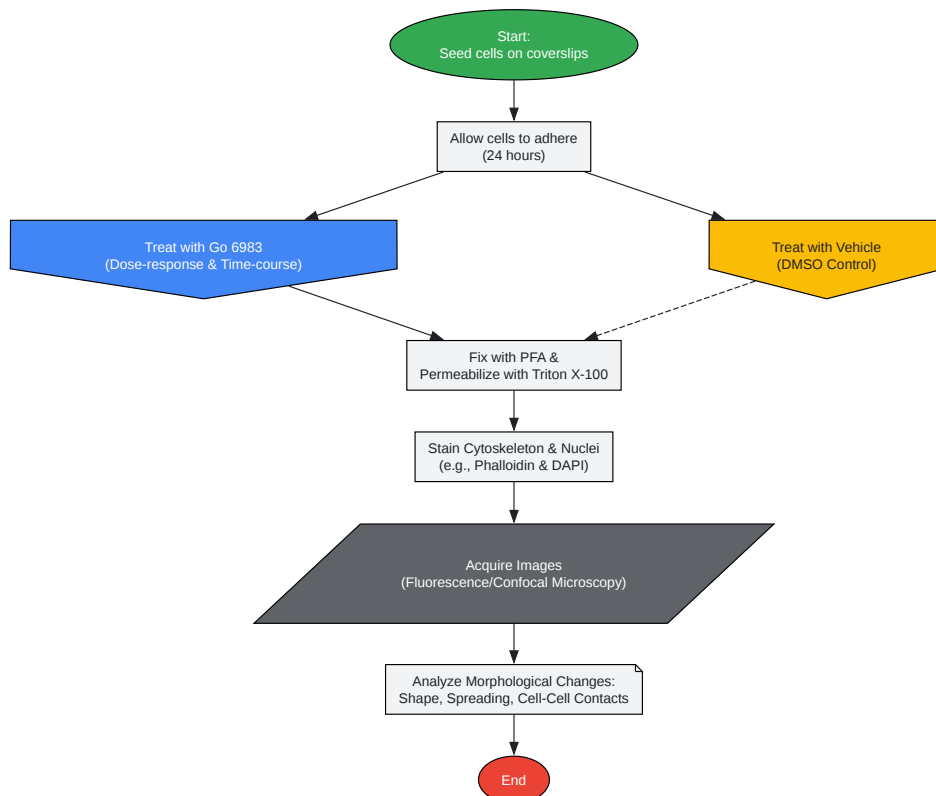 Start:
Seed cells on coverslips
Allow cells to adhere
(24 hours)
Treat with Go 6983
(Dose-response & Time-course)
Treat with Vehicle
(DMSO Control)
Fix with PFA &
Permeabilize with Triton X-100
Stain Cytoskeleton & Nuclei
(e.g., Phalloidin & DAPI)
Acquire Images
(Fluorescence/Confocal Microscopy)
Analyze Morphological Changes:
Shape, Spreading, Cell-Cell Contacts
End